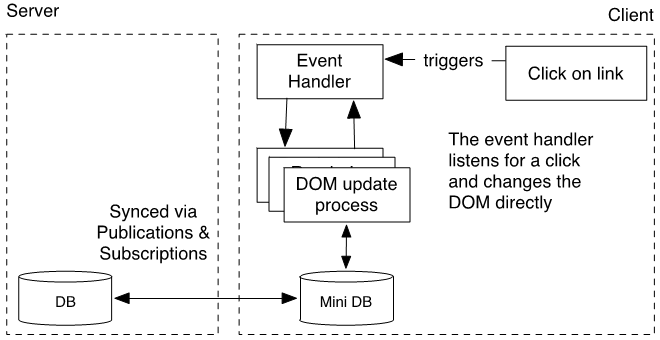 Server
Client
Event
Handler
triggers
Click on link
The event handler
listens for a click
and changes the
DOM directly
DOM update
process
Synced via
Publications &
Subscriptions
DB
Mini DB